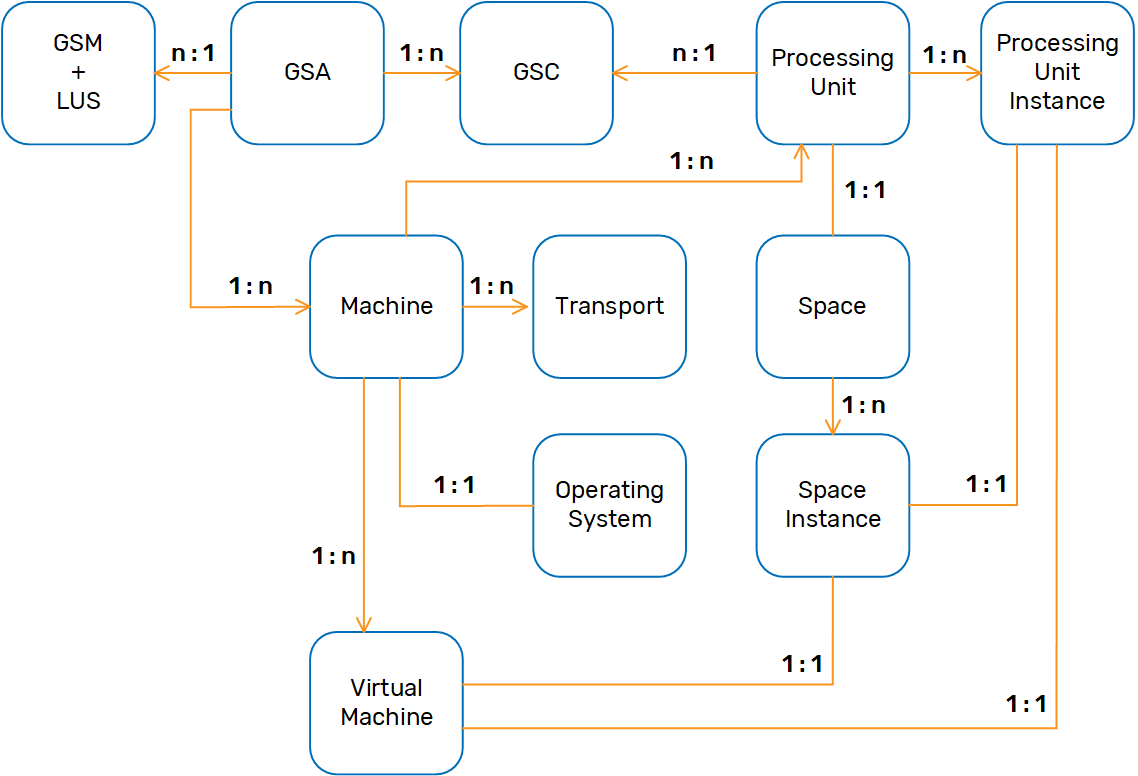 GSM
+
LUS
n:1
GSA
1:n
GSC
n:1
Processing
Unit
1:n
Processing
Unit
Instance
1:n
1:1
1:n
Machine
1:n
Transport
Space
1:n
1:1
Operating
System
Space
Instance
1:1
1:n
Virtual
Machine
1:1
1:1